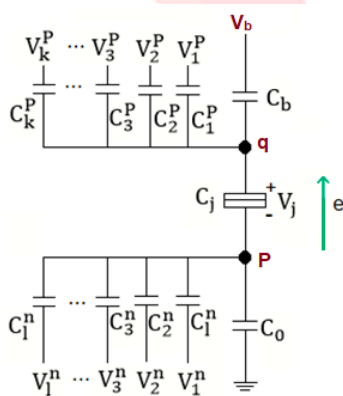 V_b
V_k^P ... V_3^P V_2^P V_1^P
C_k^P ... C_3^P C_2^P C_1^P C_b
q
C_j + V_j
-
e
P
C_l^n ... C_3^n C_2^n C_l^n C_0
V_l^n ... V_3^n V_2^n V_1^n